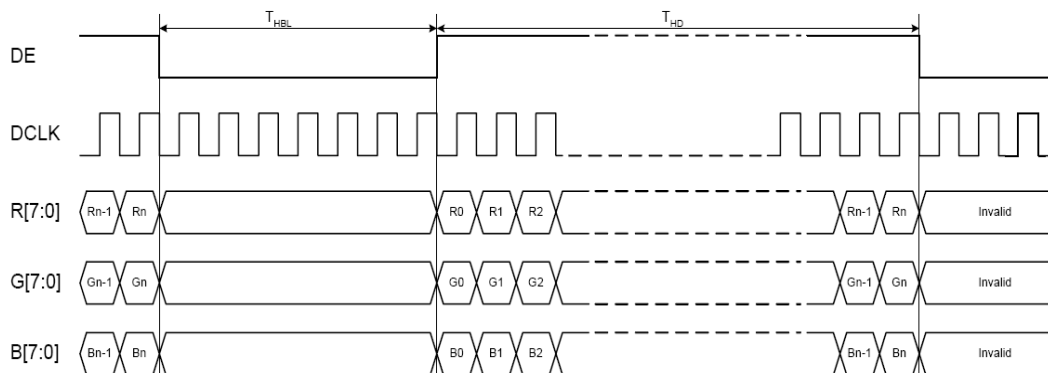 THBL THD
DE
DCLK
R[7:0] Rn-1 Rn R0 R1 R2 Rn-1 Rn Invalid
G[7:0] Gn-1 Gn G0 G1 G2 Gn-1 Gn Invalid
B[7:0] Bn-1 Bn B0 B1 B2 Bn-1 Bn Invalid